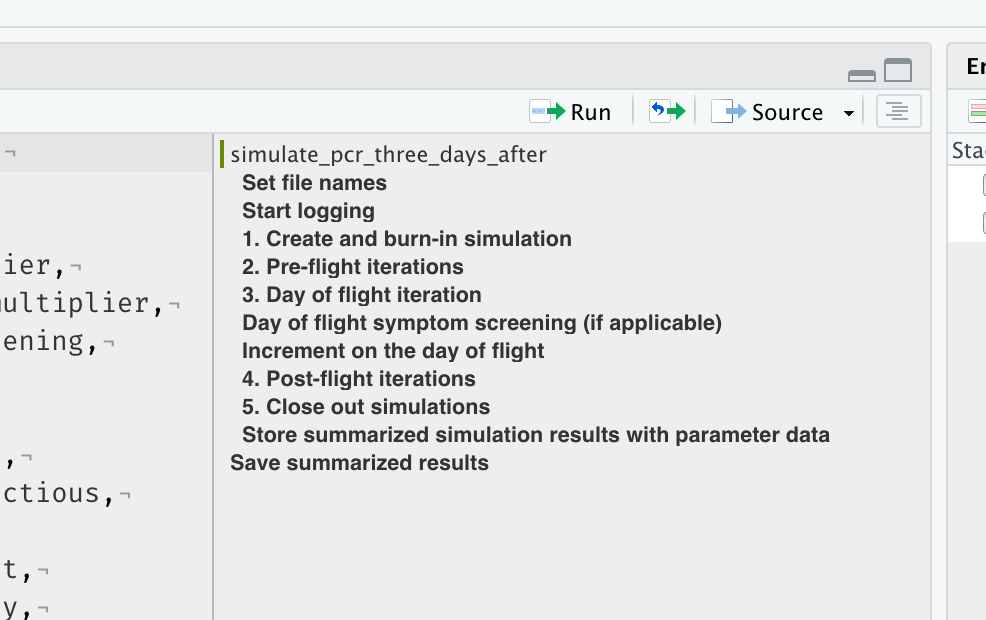 En
Run
Source
Sta
simulate_pcr_three_days_after
Set file names
Start logging
1. Create and burn-in simulation
ier,¬
2. Pre-flight iterations
ultiplier,¬
3. Day of flight iteration
ening,¬
Day of flight symptom screening (if applicable)
Increment on the day of flight
4. Post-flight iterations
5. Close out simulations
Store summarized simulation results with parameter data
,¬
Save summarized results
ctious,¬
t,¬
y,¬